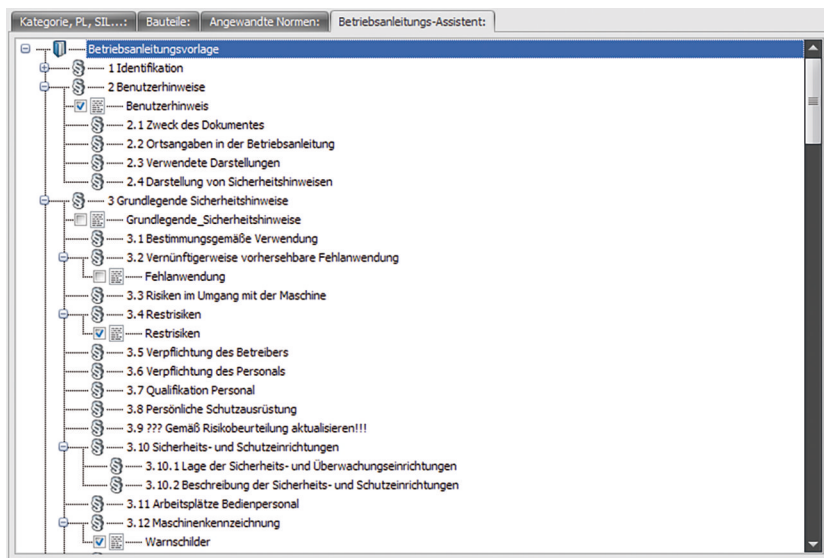 Kategorie, PL, SIL...: Bauteile: Angewandte Normen: Betriebsanleitungs-Assistent:
Betriebsanleitungsvorlage
1 Identifikation
2 Benutzerhinweise
Benutzerhinweis
2.1 Zweck des Dokumentes
2.2 Ortsangaben in der Betriebsanleitung
2.3 Verwendete Darstellungen
2.4 Darstellung von Sicherheitshinweisen
3 Grundlegende Sicherheitshinweise
Grundlegende_Sicherheitshinweise
3.1 Bestimmungsgemäße Verwendung
3.2 Vernünftigerweise vorhersehbare Fehlanwendung
Fehlanwendung
3.3 Risiken im Umgang mit der Maschine
3.4 Restrisiken
Restrisiken
3.5 Verpflichtung des Betreibers
3.6 Verpflichtung des Personals
3.7 Qualifikation Personal
3.8 Persönliche Schutzausrüstung
3.9 ??? Gemäß Risikobeurteilung aktualisieren!!!
3.10 Sicherheits- und Schutzeinrichtungen
3.10.1 Lage der Sicherheits- und Überwachungseinrichtungen
3.10.2 Beschreibung der Sicherheits- und Schutzeinrichtungen
3.11 Arbeitsplätze Bedienpersonal
3.12 Maschinenkennzeichnung
Warnschilder